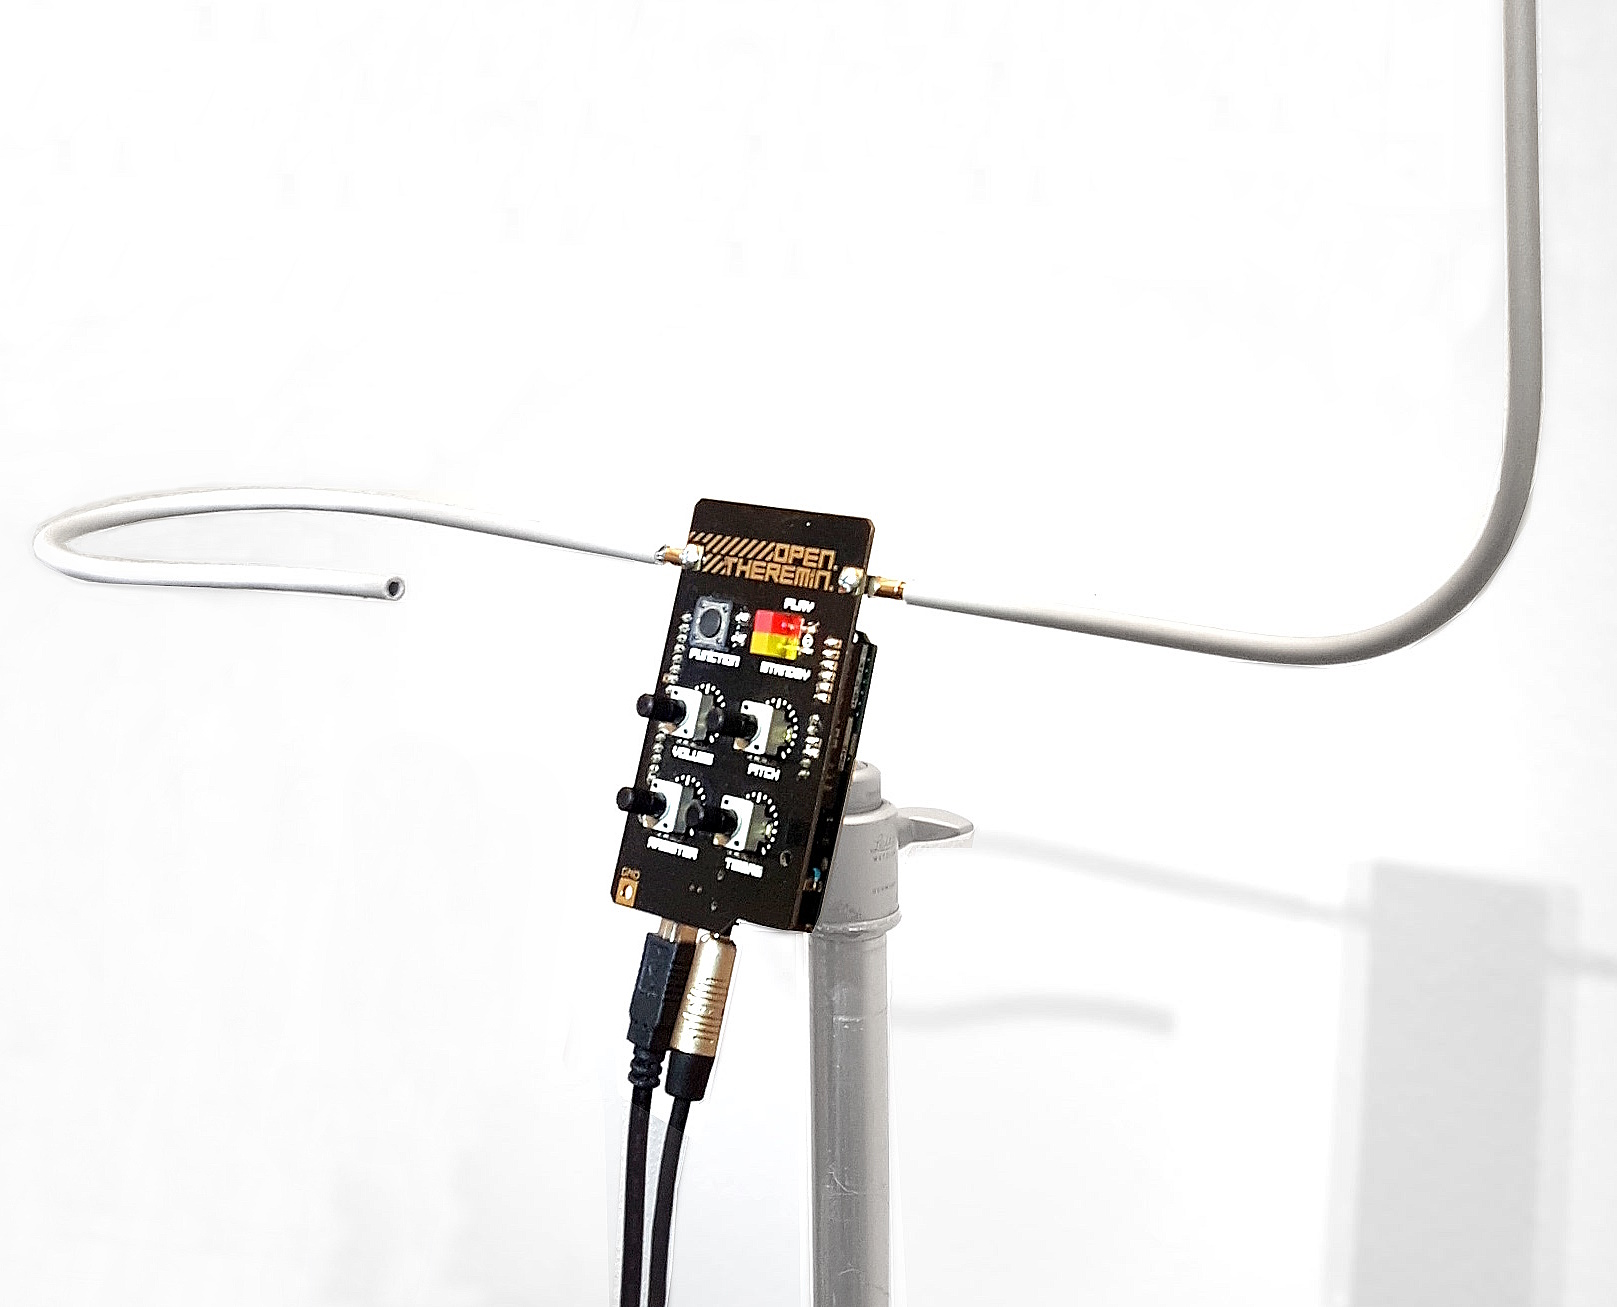 OPEN.
THEREMIN.
PLAY
FUNCTION
STANDBY
VOLUME
PITCH
REGISTER
TIMBRE
GND